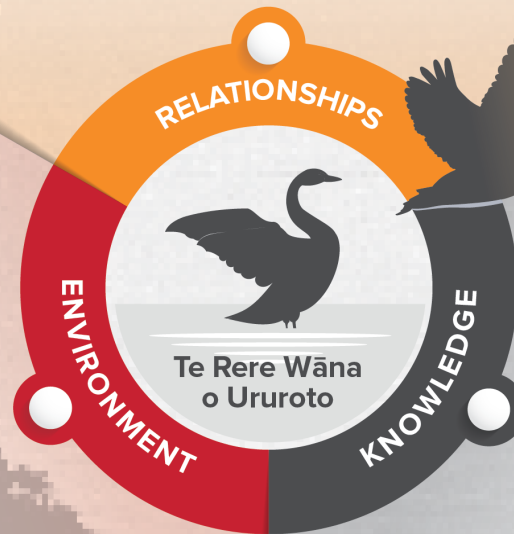 RELATIONSHIPS
ENVIRONMENT
KNOWLEDGE
Te Rere Wāna
o Ururoto